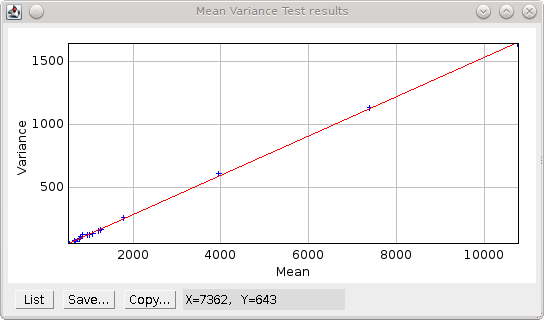 Mean Variance Test results
1500
1000
500
Variance
2000 4000 6000 8000 10000
Mean
List Save... Copy... X=7362, Y=643